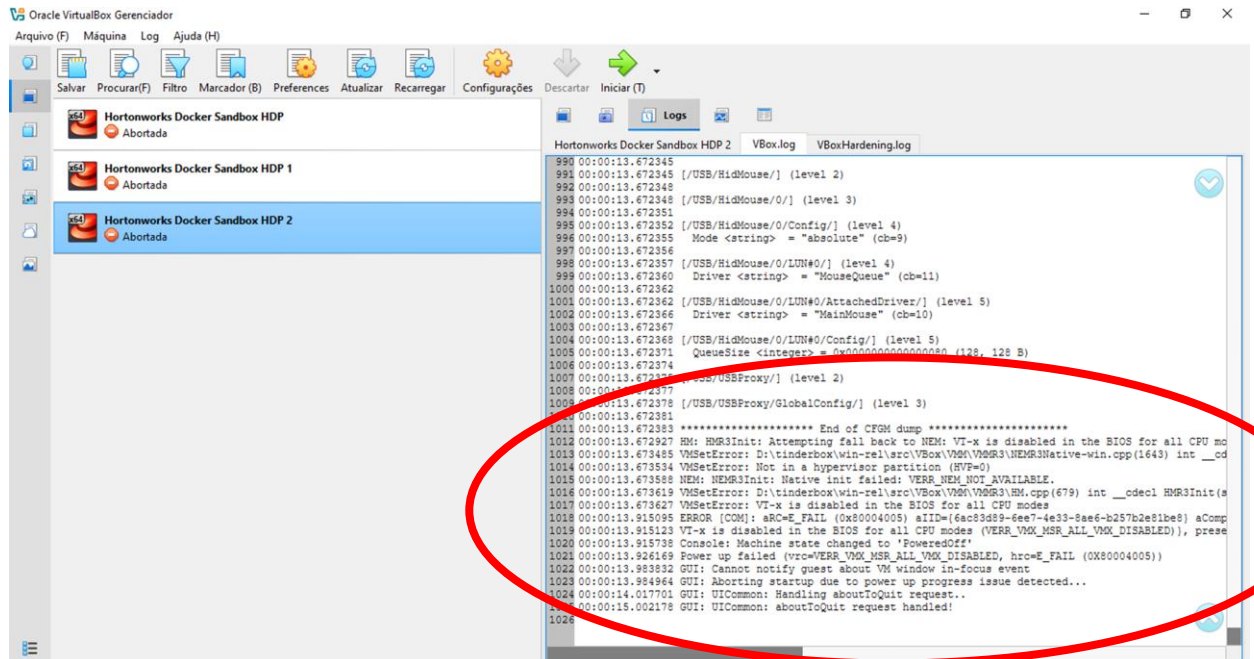 Oracle VirtualBox Gerenciador
Arquivo (F) Máquina Log Ajuda (H)
Salvar Procurar(F) Filtro Marcador (B) Preferences Atualizar Recarregar Configurações Descartar Iniciar (T)
x64 Hortonworks Docker Sandbox HDP
Abortada
x64 Hortonworks Docker Sandbox HDP 1
Abortada
x64 Hortonworks Docker Sandbox HDP 2
Abortada
Logs
Hortonworks Docker Sandbox HDP 2 VBox.log VBoxHardening.log
990 00:00:13.672345
991 00:00:13.672345 [/USB/HidMouse/] (level 2)
992 00:00:13.672348
993 00:00:13.672348 [/USB/HidMouse/0/] (level 3)
994 00:00:13.672351
995 00:00:13.672352 [/USB/HidMouse/0/Config/] (level 4)
996 00:00:13.672355 Mode <string> = "absolute" (cb=9)
997 00:00:13.672356
998 00:00:13.672357 [/USB/HidMouse/0/LUN#0/] (level 4)
999 00:00:13.672360 Driver <string> = "MouseQueue" (cb=11)
1000 00:00:13.672362
1001 00:00:13.672362 [/USB/HidMouse/0/LUN#0/AttachedDriver/] (level 5)
1002 00:00:13.672366 Driver <string> = "MainMouse" (cb=10)
1003 00:00:13.672367
1004 00:00:13.672368 [/USB/HidMouse/0/LUN#0/Config/] (level 5)
1005 00:00:13.672371 QueueSize <integer> = 0x0000000000000080 (128, 128 B)
1006 00:00:13.672374
1007 [/USB/USBProxy/] (level 2)
1008
1009 00:00:13.672378 [/USB/USBProxy/GlobalConfig/] (level 3)
00:00:13.672381
1011 00:00:13.672383 ********************* End of CFGM dump **********************
1012 00:00:13.672927 HM: HMR3Init: Attempting fall back to NEM: VT-x is disabled in the BIOS for all CPU mo
1013 00:00:13.673485 VMSetError: D:\tinderbox\win-rel\src\VBox\VMM\VMMR3\NEMR3Native-win.cpp(1643) int __cd
1014 00:00:13.673534 VMSetError: Not in a hypervisor partition (HVP=0)
1015 00:00:13.673588 NEM: NEMR3Init: Native init failed: VERR_NEM_NOT_AVAILABLE.
1016 00:00:13.673619 VMSetError: D:\tinderbox\win-rel\src\VBox\VMM\VMMR3\HM.cpp(679) int __cdecl HMR3Init(s
1017 00:00:13.673627 VMSetError: VT-x is disabled in the BIOS for all CPU modes
1018 00:00:13.915095 ERROR [COM]: aRC=E_FAIL (0x80004005) aIID={6ac83d89-6ee7-4e33-8ae6-b257b2e81be8} aComp
1019 00:00:13.915123 VT-x is disabled in the BIOS for all CPU modes (VERR_VMX_MSR_ALL_VMX_DISABLED)}, prese
1020 00:00:13.915738 Console: Machine state changed to 'PoweredOff'
1021 00:00:13.926169 Power up failed (vrc=VERR_VMX_MSR_ALL_VMX_DISABLED, hrc=E_FAIL (0X80004005))
1022 00:00:13.983832 GUI: Cannot notify guest about VM window in-focus event
1023 00:00:13.984964 GUI: Aborting startup due to power up progress issue detected...
1024 00:00:14.017701 GUI: UICommon: Handling aboutToQuit request..
00:00:15.002178 GUI: UICommon: aboutToQuit request handled!
1026